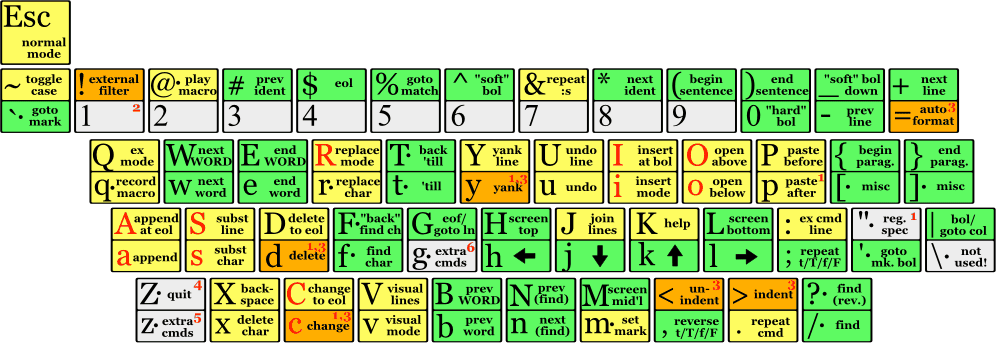 Esc
normal
mode
~ toggle case
! external filter
@· play macro
# prev ident
$ eol
% goto match
^ "soft" bol
& repeat :s
* next ident
( begin sentence
) end sentence
_ "soft" bol down
+ next line
`· goto mark
1 2
2
3
4
5
6
7
8
9
0 "hard" bol
- prev line
= auto 3 format
Q ex mode
W next WORD
E end WORD
R replace mode
T· back 'till
Y yank line
U undo line
I insert at bol
O open above
P paste before
{ begin parag.
} end parag.
q· record macro
w next word
e end word
r· replace char
t· 'till
y yank 1,3
u undo
i insert mode
o open below
p paste after 1
[· misc
]· misc
A append at eol
S subst line
D delete to eol
F· "back" find ch
G eof/ goto ln
H screen top
J join lines
K help
L screen bottom
: ex cmd line
"· reg. spec 1
| bol/ goto col
a append
s subst char
d delete 1,3
f· find char
g· extra cmds 6
h ←
j ↓
k ↑
l →
; repeat t/T/f/F
'· goto mk. bol
\· not used!
Z· quit 4
X back- space
C change to eol
V visual lines
B prev WORD
N prev (find)
M screen mid'l
< un- indent 3
> indent 3
?· find (rev.)
z· extra cmds 5
x delete char
c change 1,3
v visual mode
b prev word
n next (find)
m· set mark
, reverse t/T/f/F
. repeat cmd
/· find